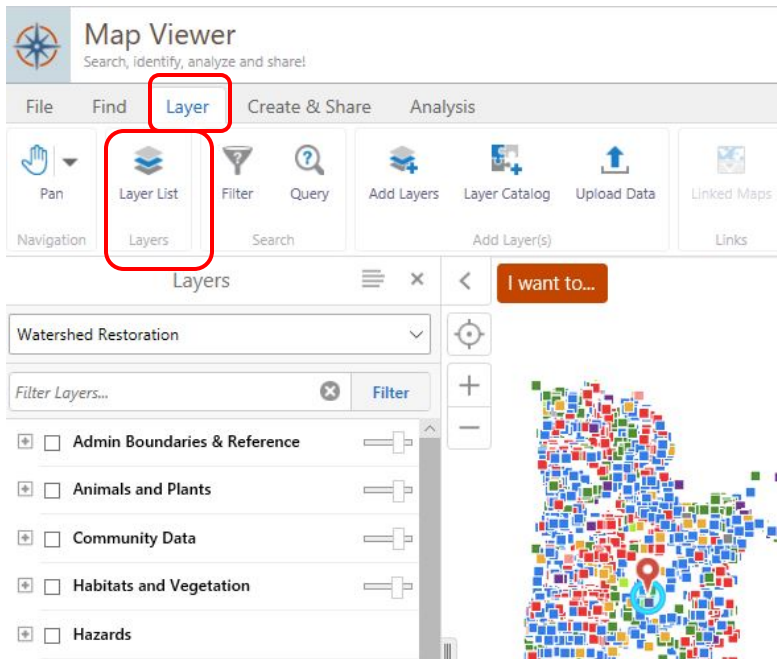 Map Viewer
Search, identify, analyze and share!
File Find Layer Create & Share Analysis
Pan Layer List Filter Query Add Layers Layer Catalog Upload Data Linked Maps
Navigation Layers Search Add Layer(s) Links
Layers
I want to...
Watershed Restoration
Filter Layers... Filter
Admin Boundaries & Reference
Animals and Plants
Community Data
Habitats and Vegetation
Hazards